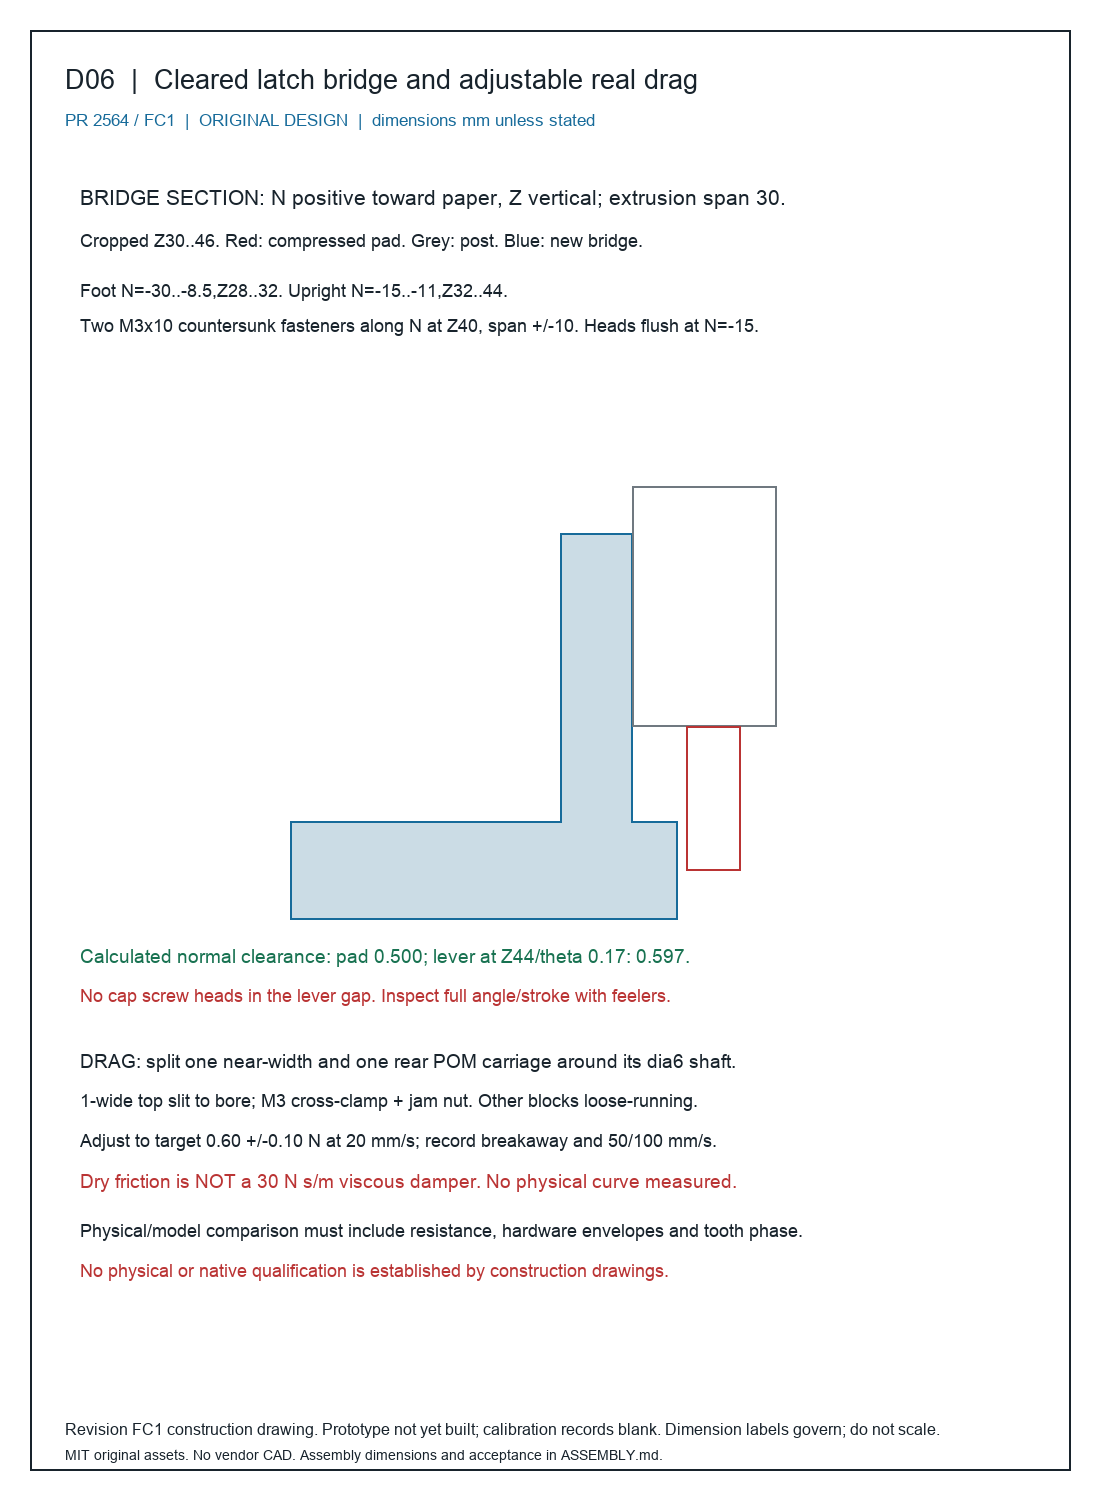 D06 | Cleared latch bridge and adjustable real drag
PR 2564 / FC1 | ORIGINAL DESIGN | dimensions mm unless stated
BRIDGE SECTION: N positive toward paper, Z vertical; extrusion span 30.
Cropped Z30..46. Red: compressed pad. Grey: post. Blue: new bridge.
Foot N=-30..-8.5,Z28..32. Upright N=-15..-11,Z32..44.
Two M3x10 countersunk fasteners along N at Z40, span +/-10. Heads flush at N=-15.
Calculated normal clearance: pad 0.500; lever at Z44/theta 0.17: 0.597.
No cap screw heads in the lever gap. Inspect full angle/stroke with feelers.
DRAG: split one near-width and one rear POM carriage around its dia6 shaft.
1-wide top slit to bore; M3 cross-clamp + jam nut. Other blocks loose-running.
Adjust to target 0.60 +/-0.10 N at 20 mm/s; record breakaway and 50/100 mm/s.
Dry friction is NOT a 30 N s/m viscous damper. No physical curve measured.
Physical/model comparison must include resistance, hardware envelopes and tooth phase.
No physical or native qualification is established by construction drawings.
Revision FC1 construction drawing. Prototype not yet built; calibration records blank. Dimension labels govern; do not scale.
MIT original assets. No vendor CAD. Assembly dimensions and acceptance in ASSEMBLY.md.